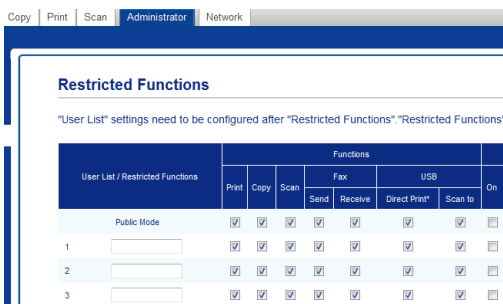 Copy Print Scan Administrator Network
Restricted Functions
"User List" settings need to be configured after "Restricted Functions"."Restricted Functions"
User List / Restricted Functions
Functions
Print Copy Scan Fax USB On
Send Receive Direct Print* Scan to
Public Mode
1
2
3